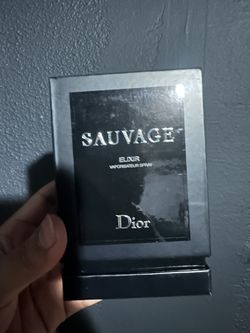 SAUVAGE
ELIXIR
VAPORISATEUR SPRAY
Dior